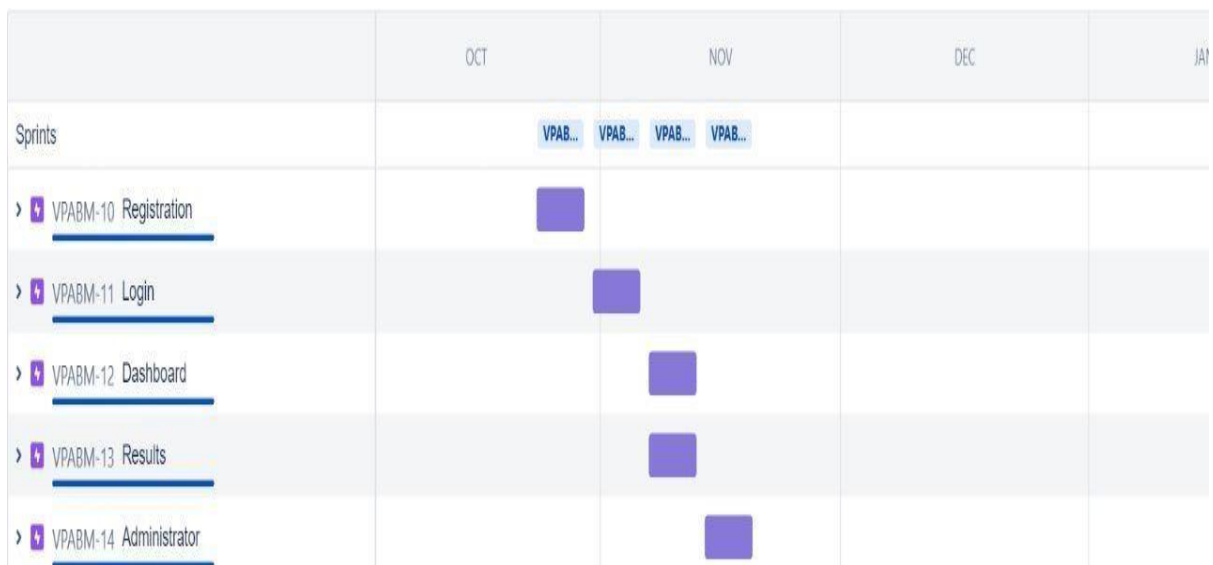 OCT NOV DEC JAN
Sprints VPAB... VPAB... VPAB... VPAB...
VPABM-10 Registration
VPABM-11 Login
VPABM-12 Dashboard
VPABM-13 Results
VPABM-14 Administrator